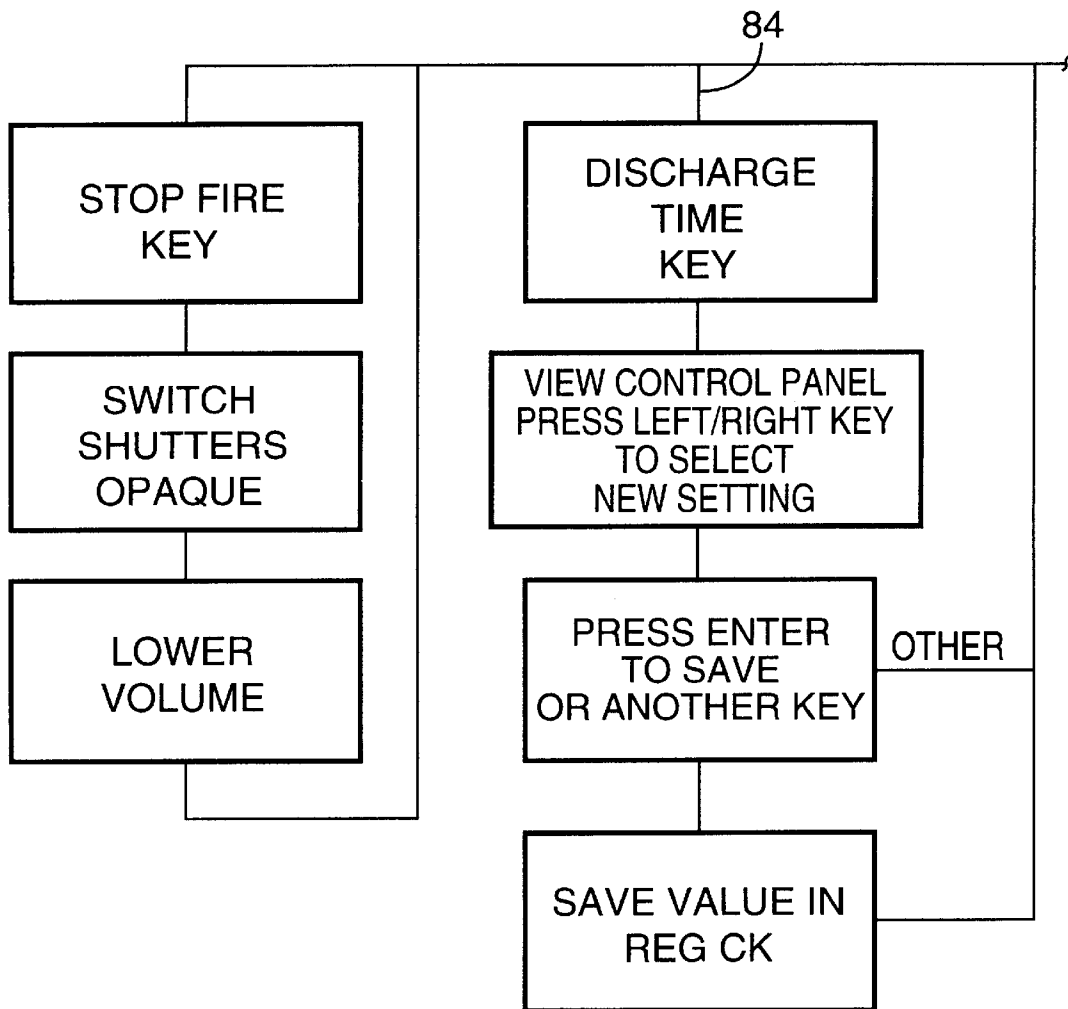 84
STOP FIRE
KEY
SWITCH
SHUTTERS
OPAQUE
LOWER
VOLUME
DISCHARGE
TIME
KEY
VIEW CONTROL PANEL
PRESS LEFT/RIGHT KEY
TO SELECT
NEW SETTING
PRESS ENTER
TO SAVE
OR ANOTHER KEY
OTHER
SAVE VALUE IN
REG CK